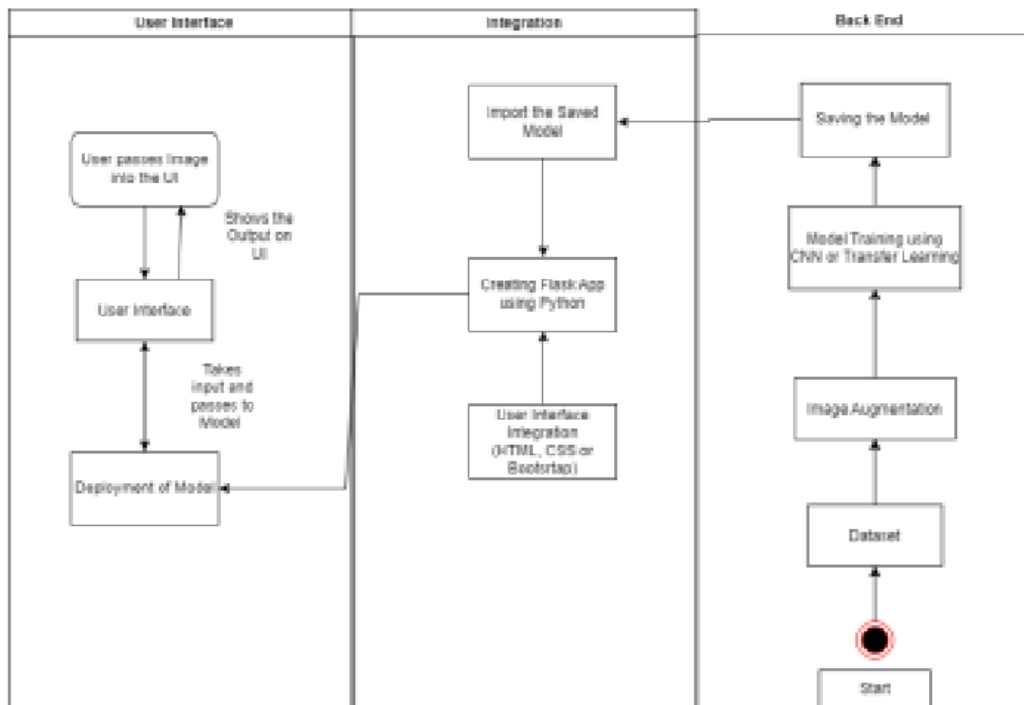 User Interface
Integration
Back End
User passes Image
into the UI
Shows the
Output on
UI
User Interface
Takes
input and
passes to
Model
Deployment of Model
Import the Saved
Model
Creating Flask App
using Python
User Interface
Integration
(HTML, CSS or
Bootsrtap)
Saving the Model
Model Training using
CNN or Transfer Learning
Image Augmentation
Dataset
Start